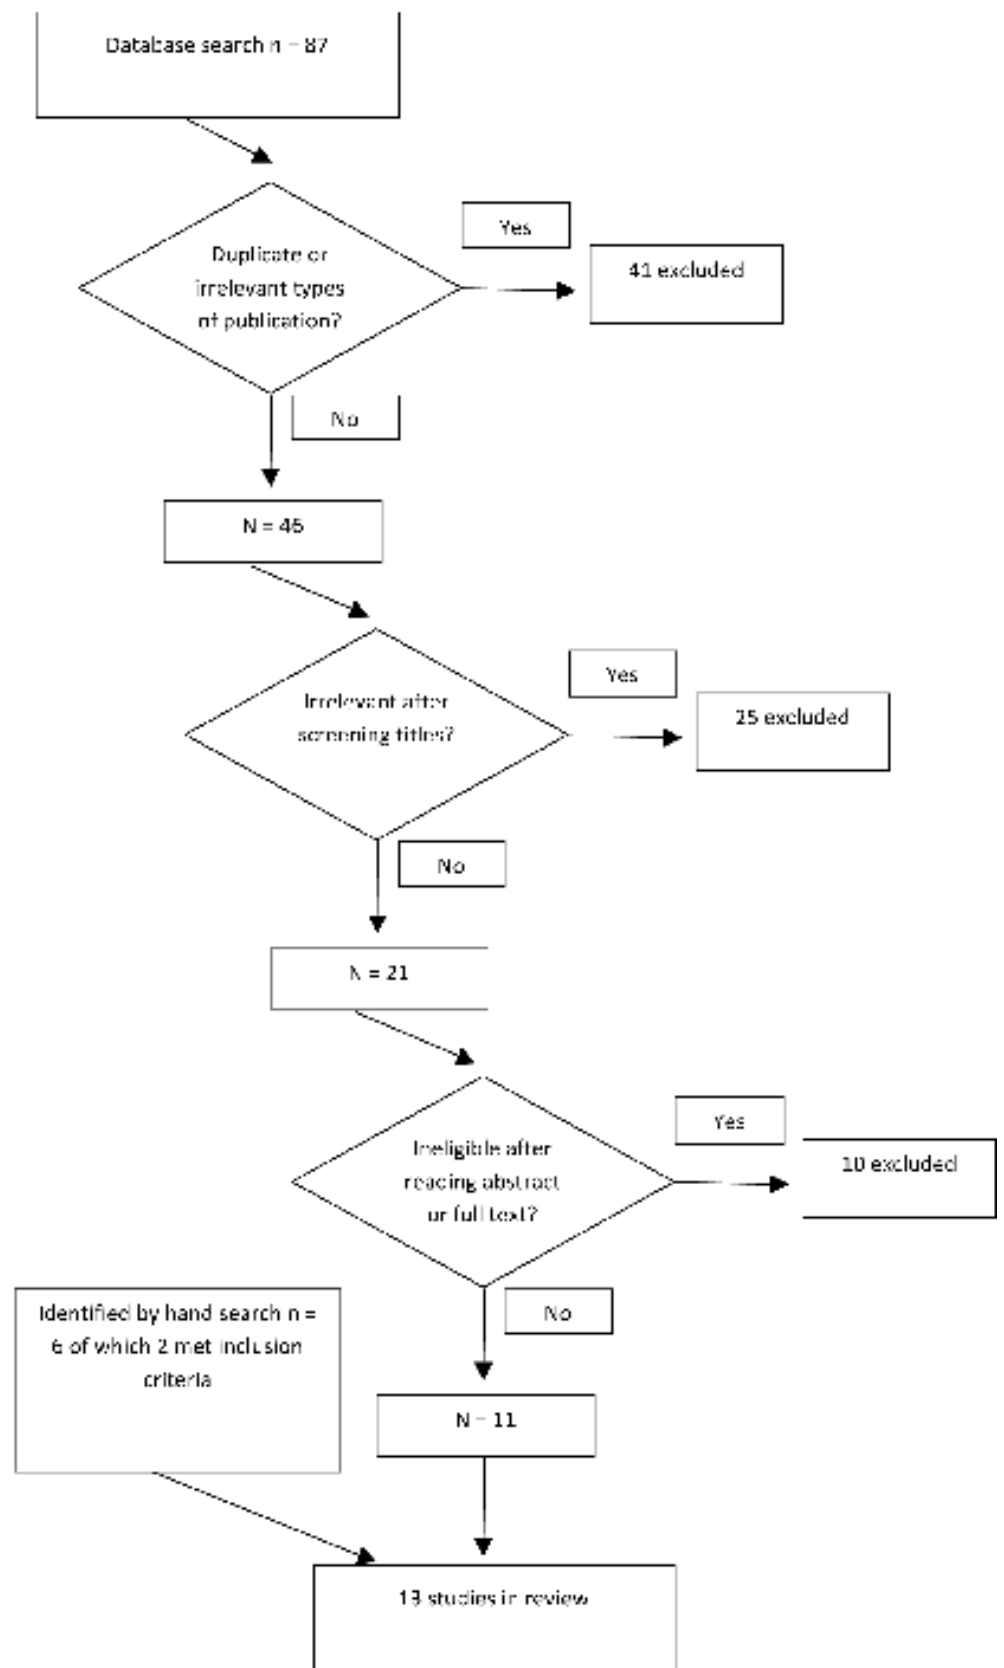 Database search n = 87
Yes
Duplicate or
irrelevant types
of publication?
41 excluded
No
N = 46
Yes
Irrelevant after
screening titles?
25 excluded
No
N = 21
Yes
Ineligible after
reading abstract
or full text?
10 excluded
No
Identified by hand search n =
6 of which 2 met inclusion
criteria
N = 11
13 studies in review